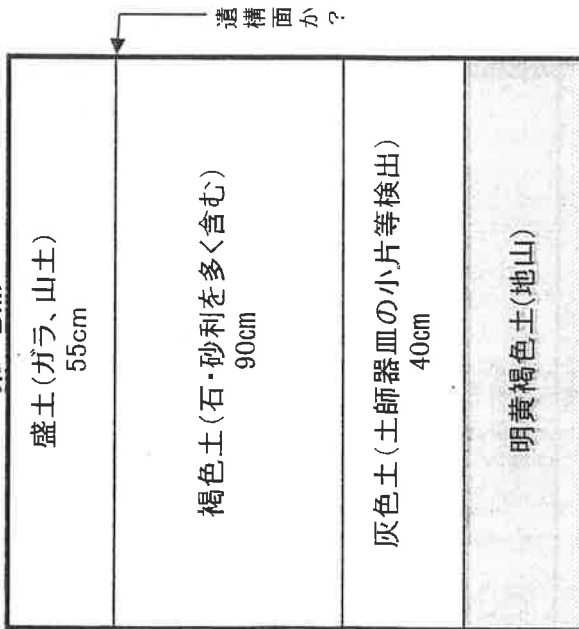 遺構面か？
盛土(ガラ、山土)
55cm
褐色土(石・砂利を多く含む)
90cm
灰色土(土師器皿の小片等検出)
40cm
明黄褐色土(地山)